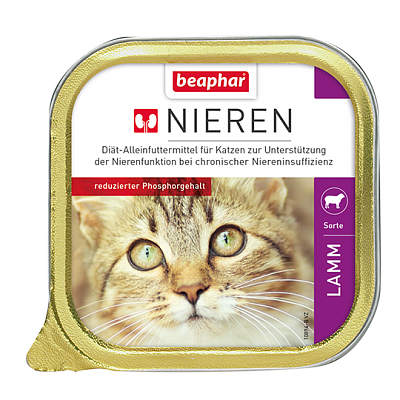 beaphar
NIEREN
Diät-Alleinfuttermittel für Katzen zur Unterstützung
der Nierenfunktion bei chronischer Niereninsuffizienz
reduzierter Phosphorgehalt
Sorte
LAMM